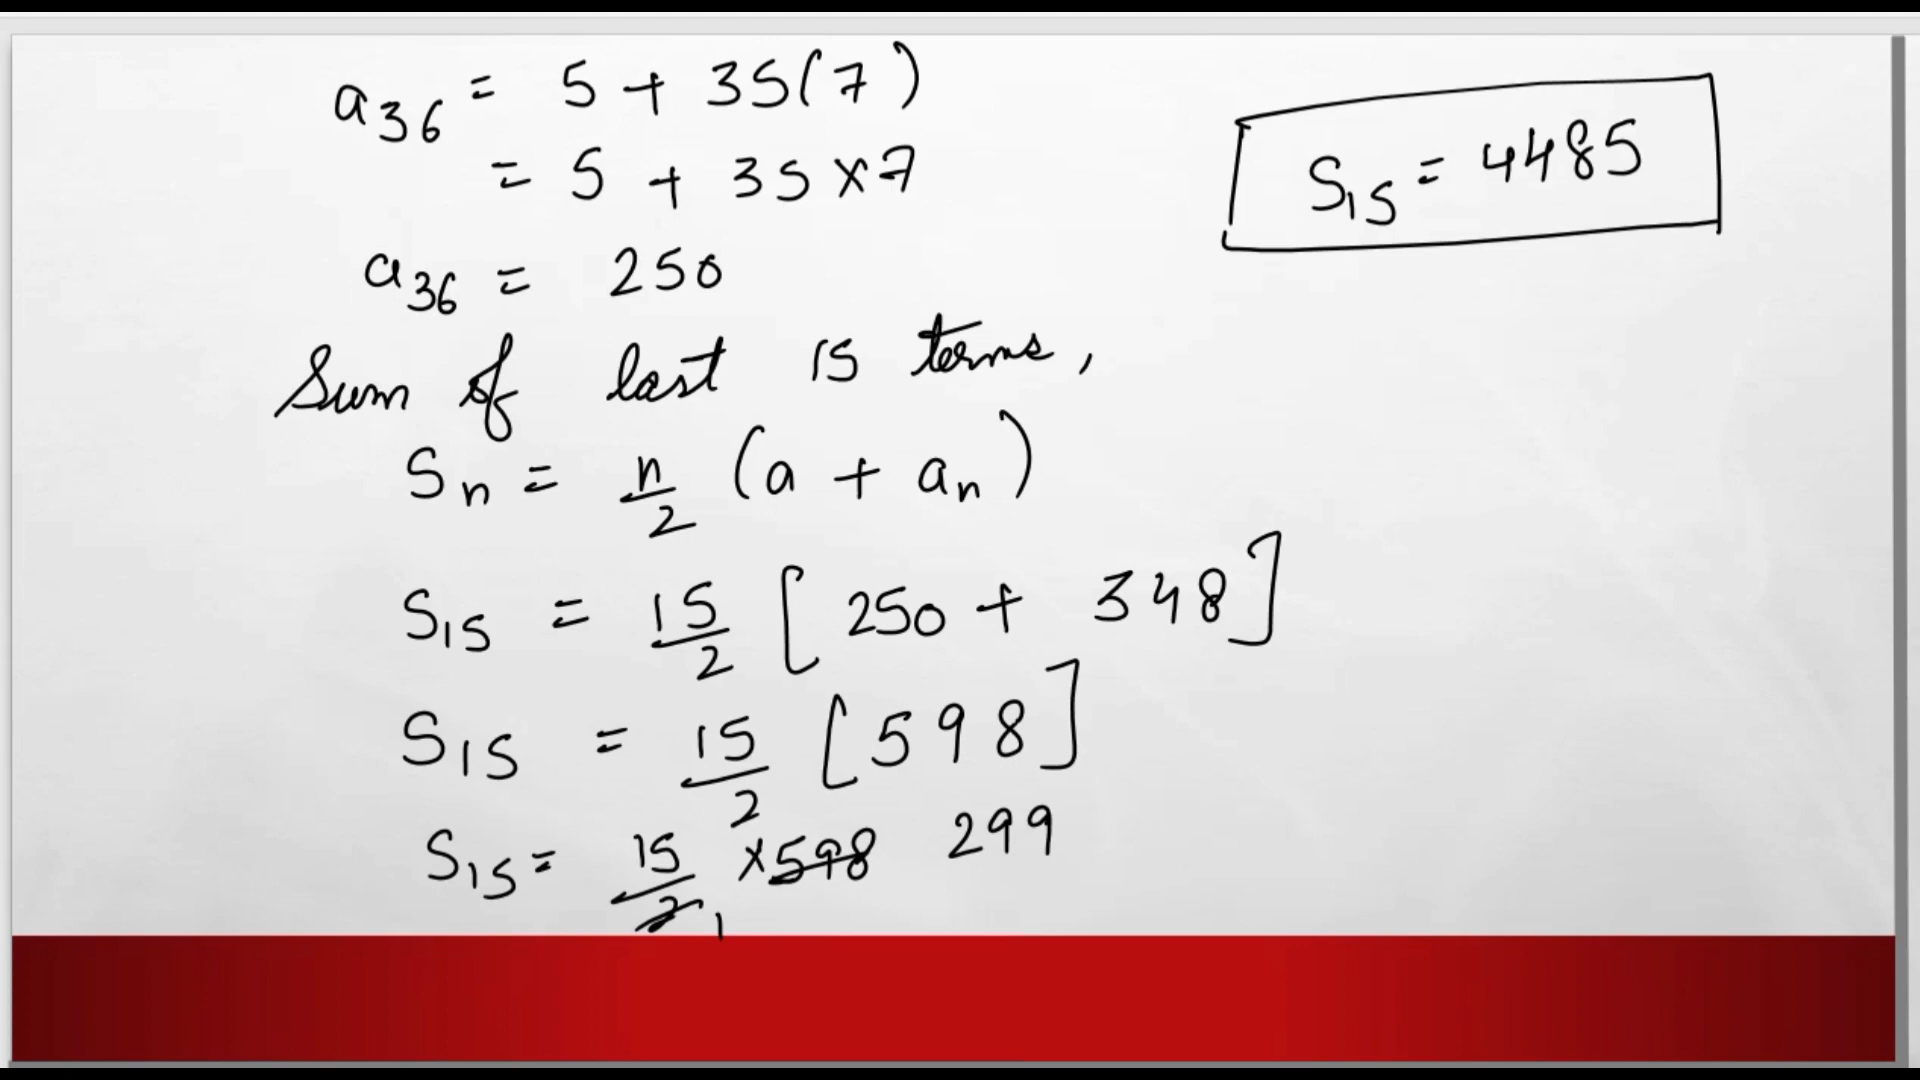 a₃₆ = 5 + 35(7)
= 5 + 35 × 7
a₃₆ = 250
Sum of last 15 terms,
Sₙ = n/2 (a + aₙ)
S₁₅ = 15/2 [250 + 348]
S₁₅ = 15/2 [598]
S₁₅ = 15/2 × 598 299
1
S₁₅ = 4485